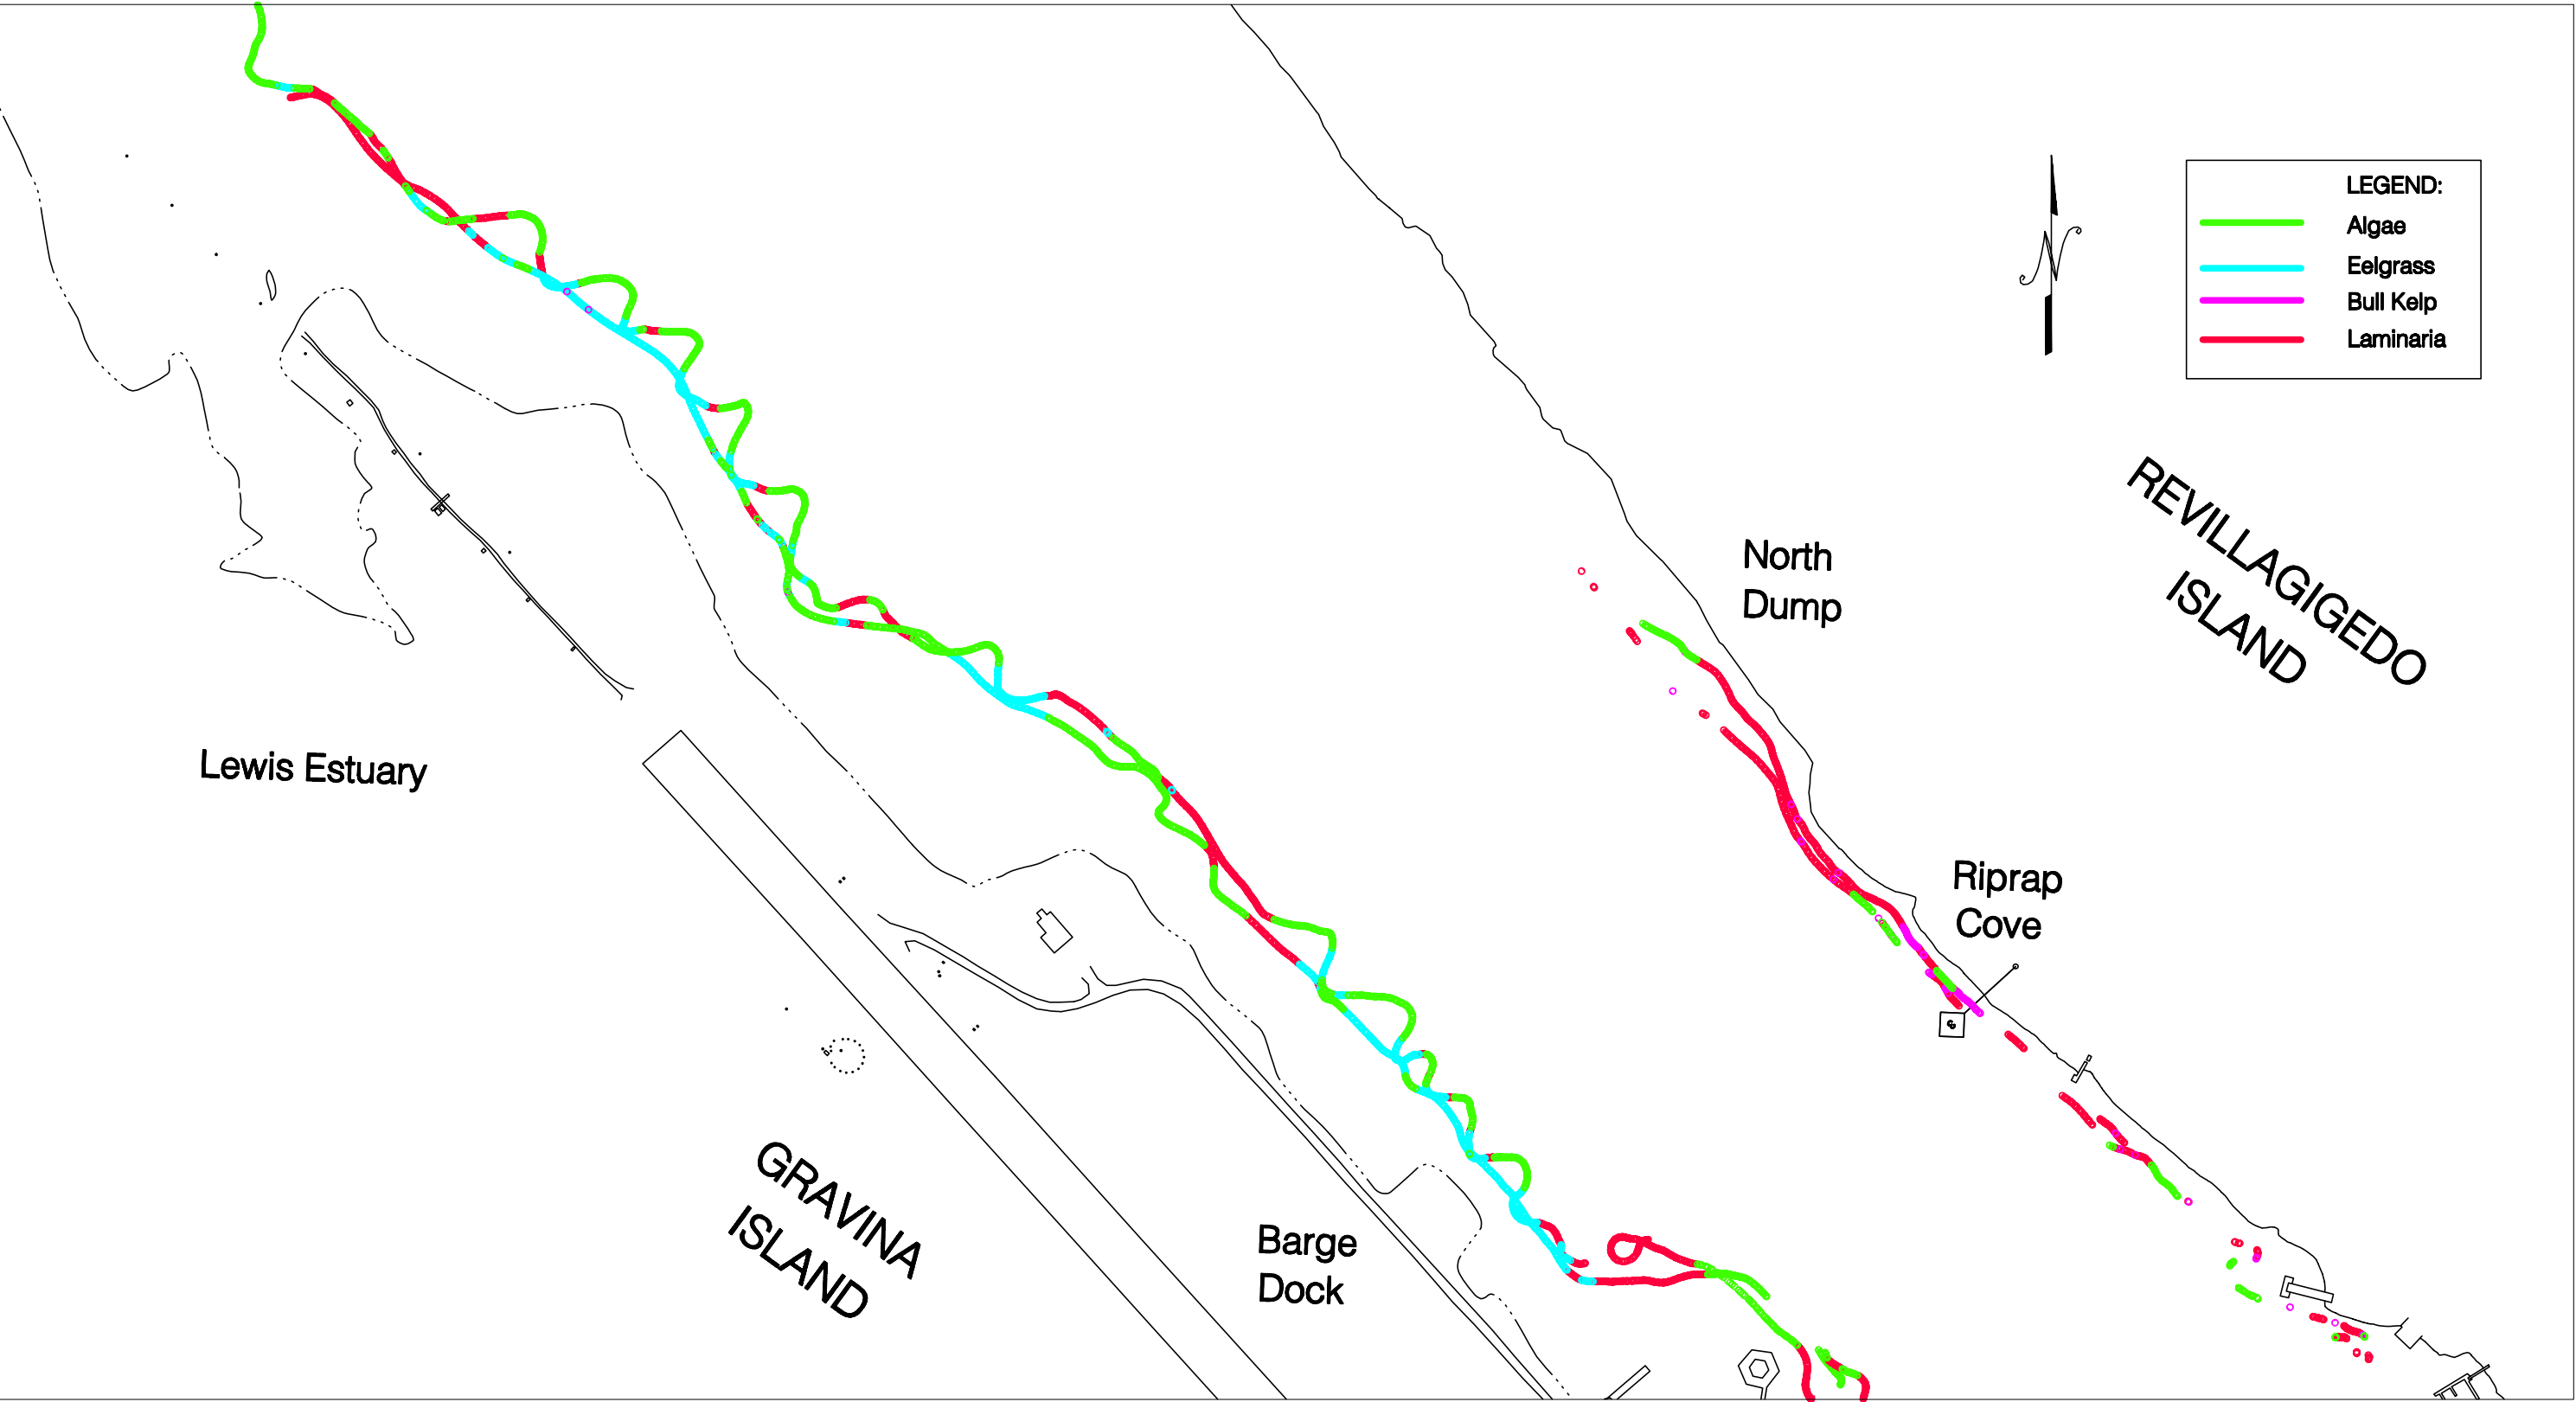 LEGEND:
Algae
Eelgrass
Bull Kelp
Laminaria
N
REVILLAGIGEDO
ISLAND
North
Dump
Riprap
Cove
Lewis Estuary
GRAVINA
ISLAND
Barge
Dock